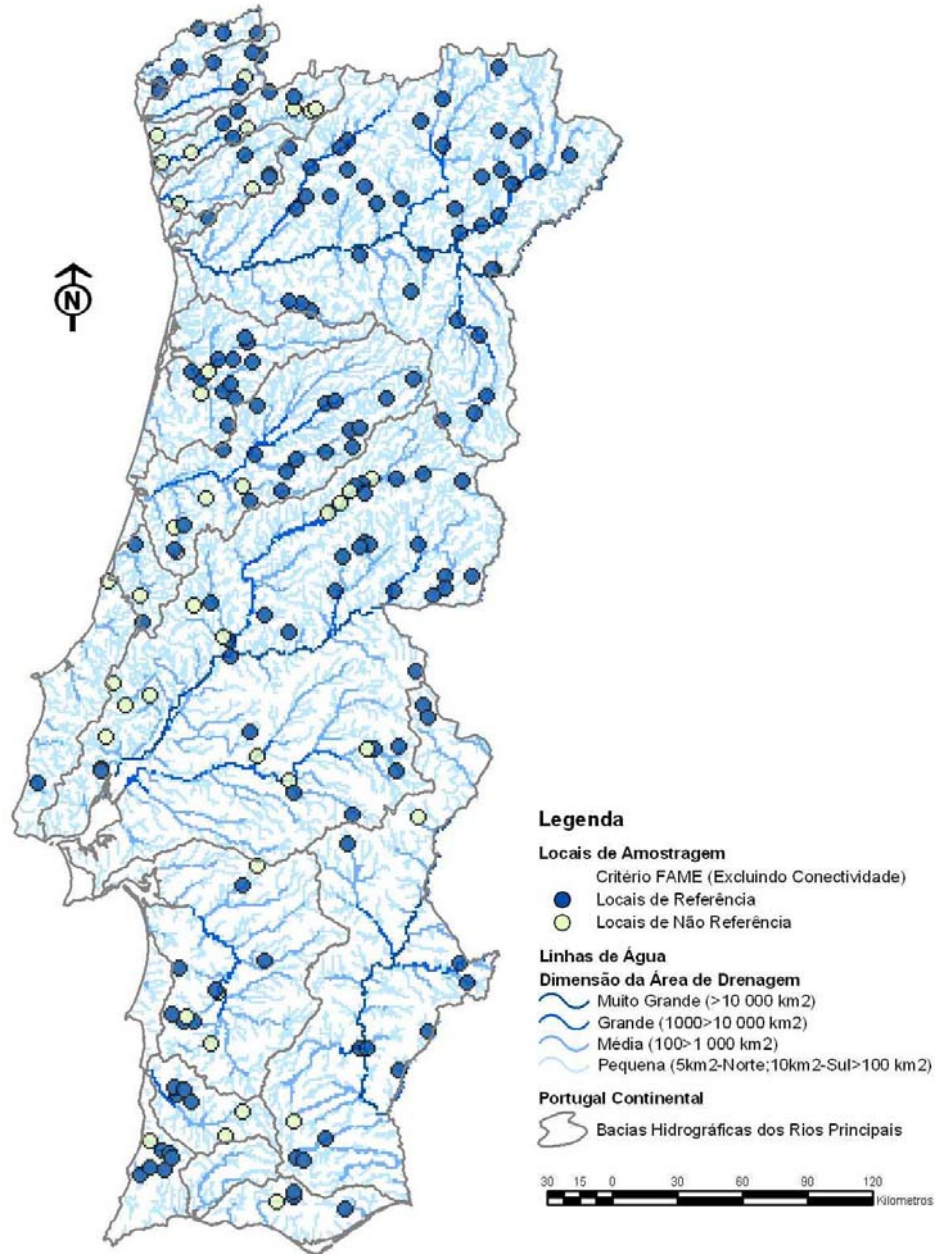 N
Legenda
Locais de Amostragem
Critério FAME (Excluindo Conectividade)
Locais de Referência
Locais de Não Referência
Linhas de Água
Dimensão da Área de Drenagem
Muito Grande (>10 000 km2)
Grande (1000>10 000 km2)
Média (100>1 000 km2)
Pequena (5km2-Norte;10km2-Sul>100 km2)
Portugal Continental
Bacias Hidrográficas dos Rios Principais
30 15 0 30 60 90 120
Kilometros